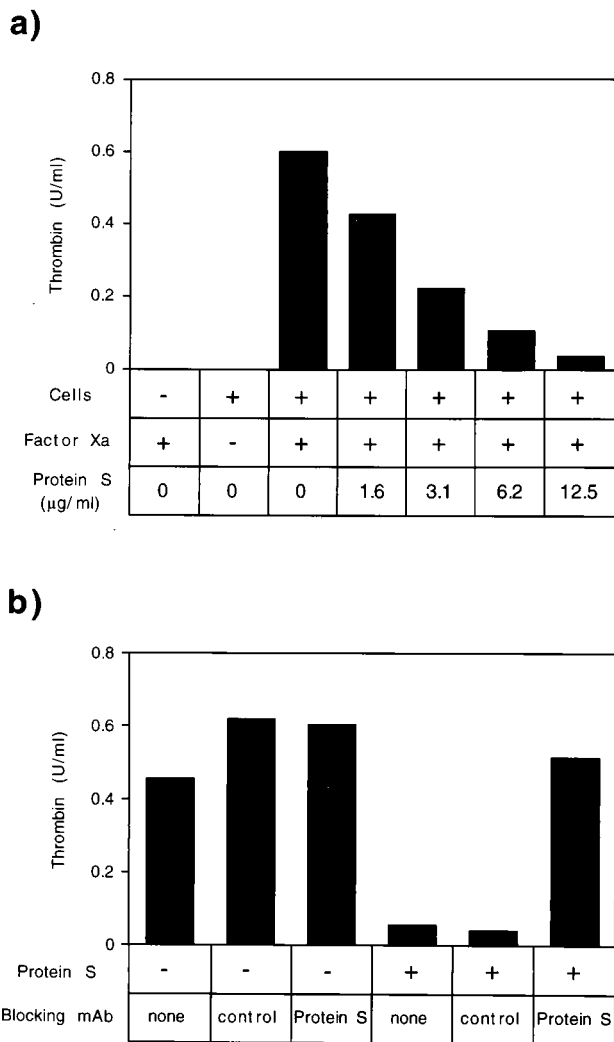 a)
0.8
0.6
0.4
0.2
0
Thrombin (U/ml)
Cells - + + + + + +
Factor Xa + - + + + + +
Protein S (µg/ml) 0 0 0 1.6 3.1 6.2 12.5
b)
0.8
0.6
0.4
0.2
0
Thrombin (U/ml)
Protein S - - - + + +
Blocking mAb none control Protein S none control Protein S